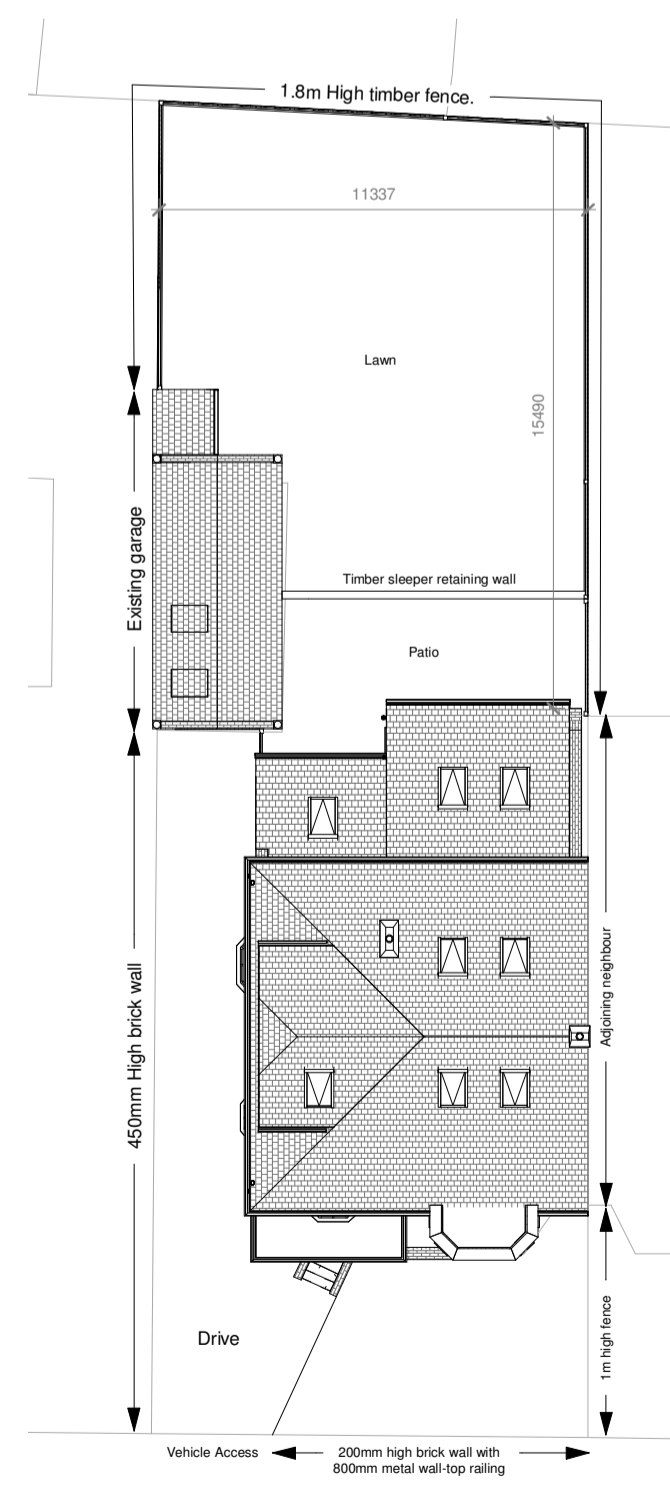 1.8m High timber fence.
11337
Lawn
15490
Existing garage
Timber sleeper retaining wall
Patio
Adjoining neighbour
450mm High brick wall
1m high fence
Drive
Vehicle Access
200mm high brick wall with
800mm metal wall-top railing